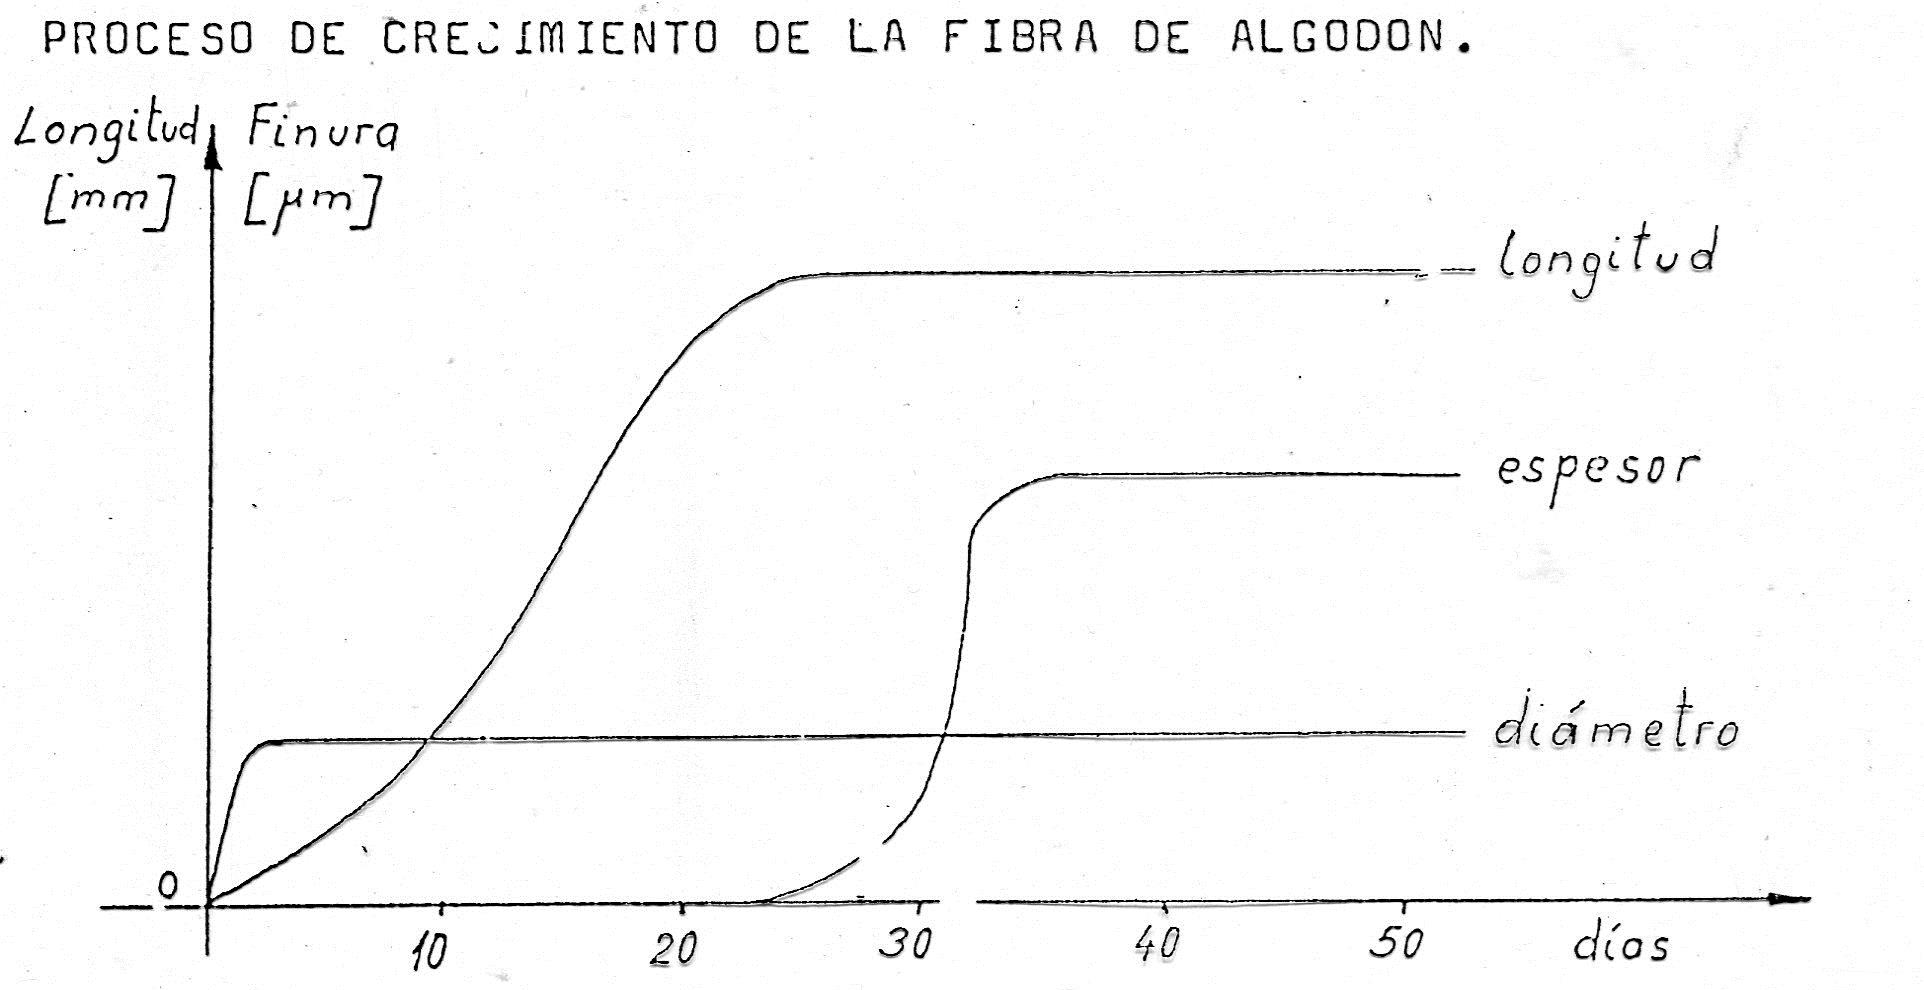 PROCESO DE CRECIMIENTO DE LA FIBRA DE ALGODON.
Longitud Finura
[mm] [µm]
longitud
espesor
diámetro
0
10 20 30 40 50 días